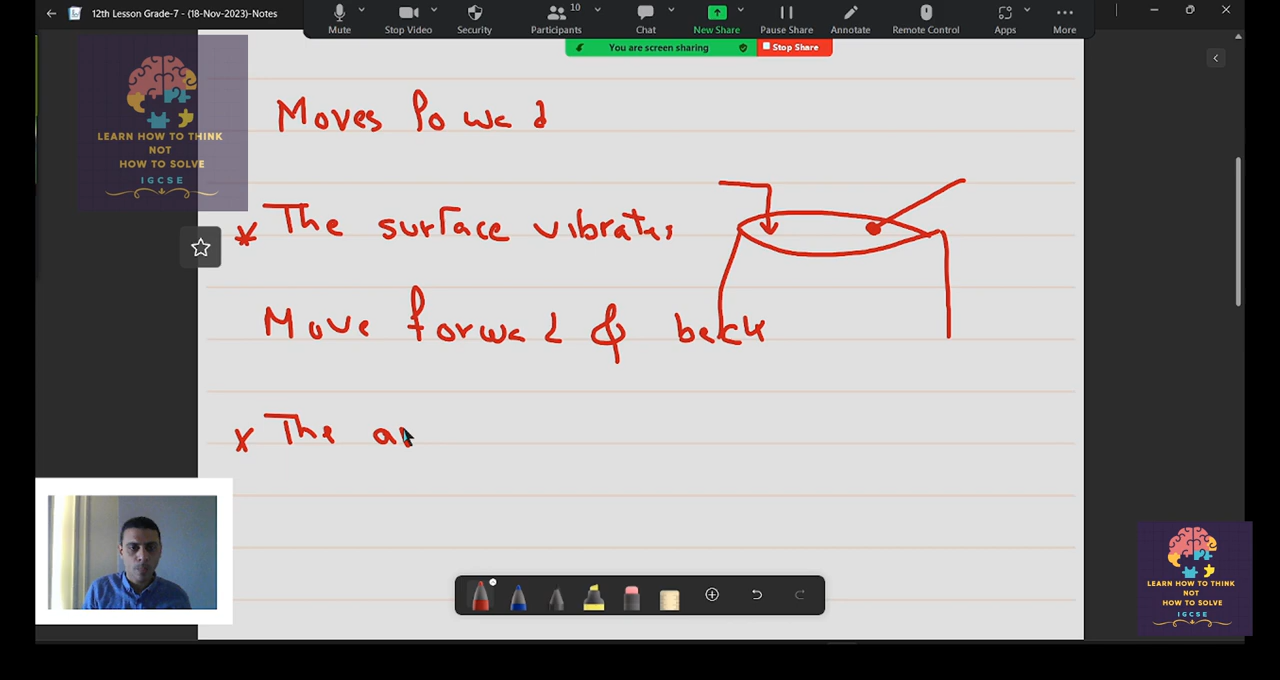 12th Lesson Grade-7 - (18-Nov-2023)-Notes
Mute
Stop Video
Security
Participants 10
Chat
New Share
Pause Share
Annotate
Remote Control
Apps
More
You are screen sharing
Stop Share
LEARN HOW TO THINK
NOT
HOW TO SOLVE
IGCSE
Moves fowad
* The surface vibrates
Move forwad & back
* The
LEARN HOW TO THINK
NOT
HOW TO SOLVE
IGCSE